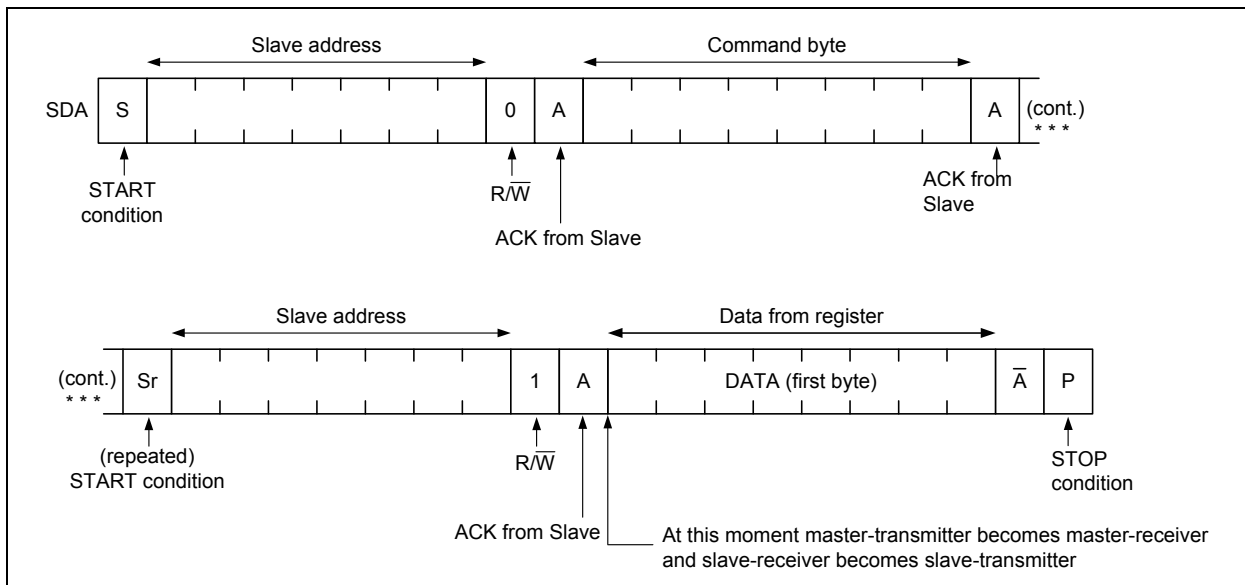 Slave address Command byte
SDA S 0 A A (cont.)
* * *
START
condition
R/W̅
ACK from Slave
ACK from
Slave
Slave address Data from register
(cont.) Sr 1 A DATA (first byte) A̅ P
* * *
(repeated)
START condition
R/W̅
STOP
condition
ACK from Slave
At this moment master-transmitter becomes master-receiver
and slave-receiver becomes slave-transmitter